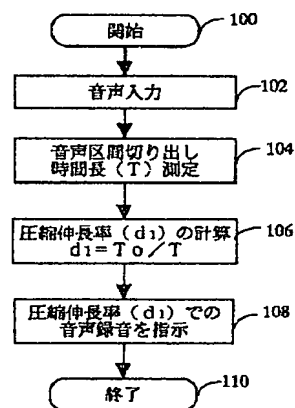 開始
100
音声入力
102
音声区間切り出し
時間長（T）測定
104
圧縮伸長率（d1）の計算
d1＝To／T
106
圧縮伸長率（d1）での
音声録音を指示
108
終了
110